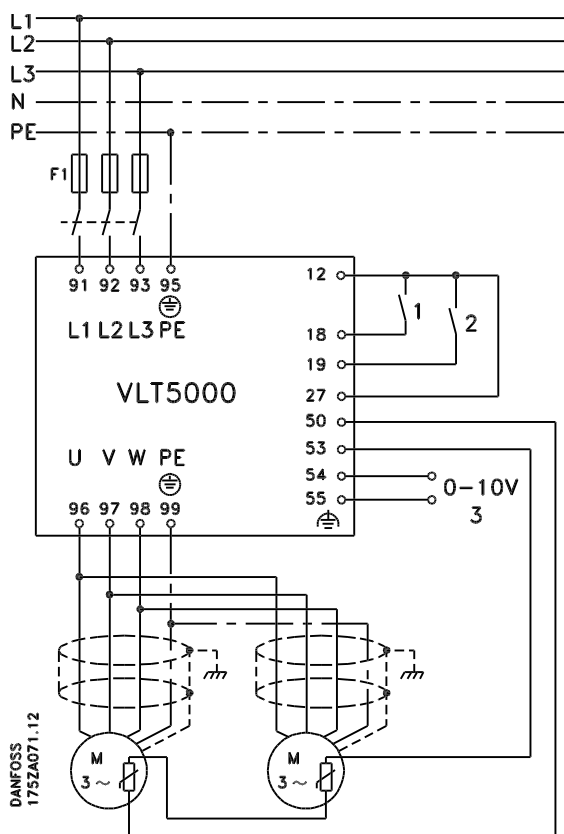 L1
L2
L3
N
PE
F1
91 92 93 95
L1 L2 L3 PE
12
1
2
18
19
27
VLT5000
50
53
U V W PE
54
55
0-10V
3
96 97 98 99
M
3 ~
M
3 ~
DANFOSS
175ZA071.12